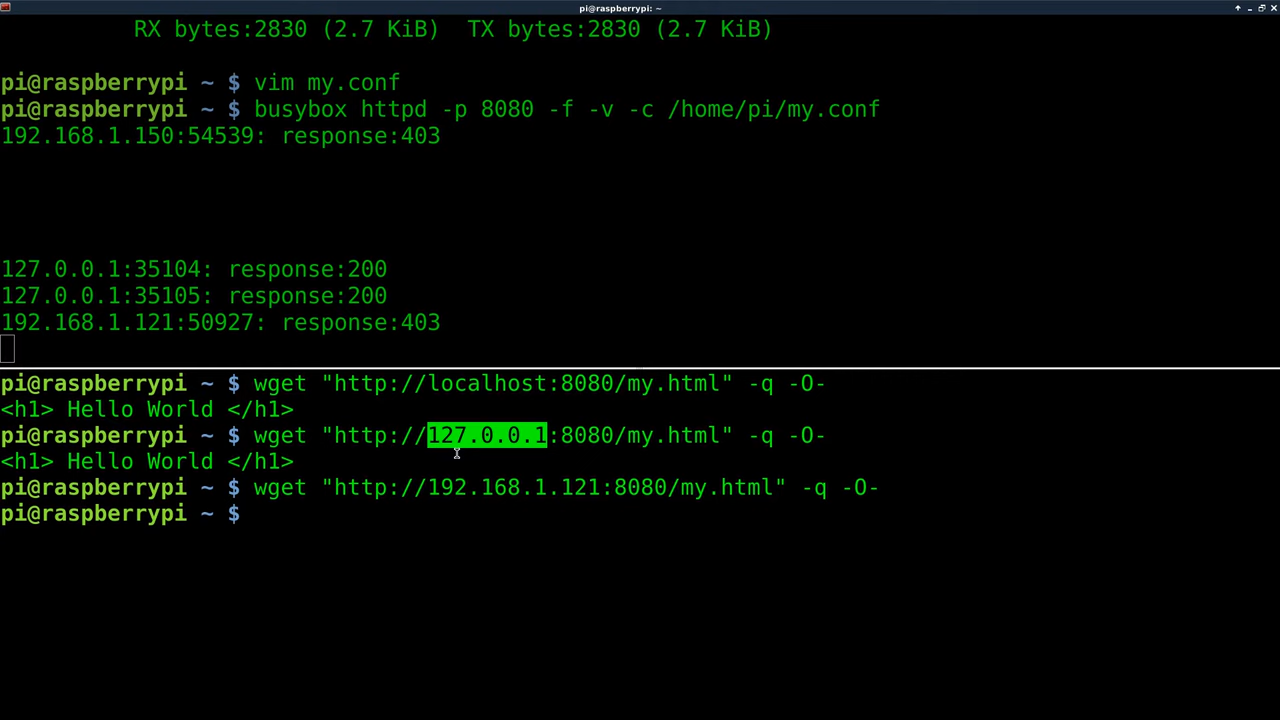 pi@raspberrypi: ~
RX bytes:2830 (2.7 KiB)  TX bytes:2830 (2.7 KiB)
pi@raspberrypi ~ $ vim my.conf
pi@raspberrypi ~ $ busybox httpd -p 8080 -f -v -c /home/pi/my.conf
192.168.1.150:54539: response:403
127.0.0.1:35104: response:200
127.0.0.1:35105: response:200
192.168.1.121:50927: response:403
pi@raspberrypi ~ $ wget "http://localhost:8080/my.html" -q -O-
<h1> Hello World </h1>
pi@raspberrypi ~ $ wget "http://127.0.0.1:8080/my.html" -q -O-
<h1> Hello World </h1>
pi@raspberrypi ~ $ wget "http://192.168.1.121:8080/my.html" -q -O-
pi@raspberrypi ~ $